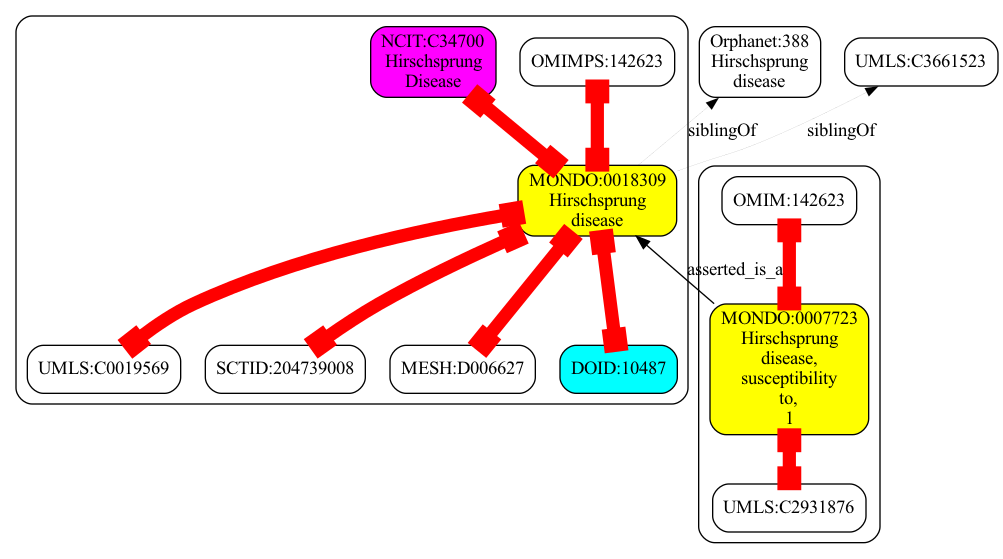 NCIT:C34700
Hirschsprung
Disease
OMIMPS:142623
Orphanet:388
Hirschsprung
disease
UMLS:C3661523
siblingOf
siblingOf
MONDO:0018309
Hirschsprung
disease
OMIM:142623
asserted_is_a
MONDO:0007723
Hirschsprung
disease,
susceptibility
to,
1
UMLS:C0019569
SCTID:204739008
MESH:D006627
DOID:10487
UMLS:C2931876